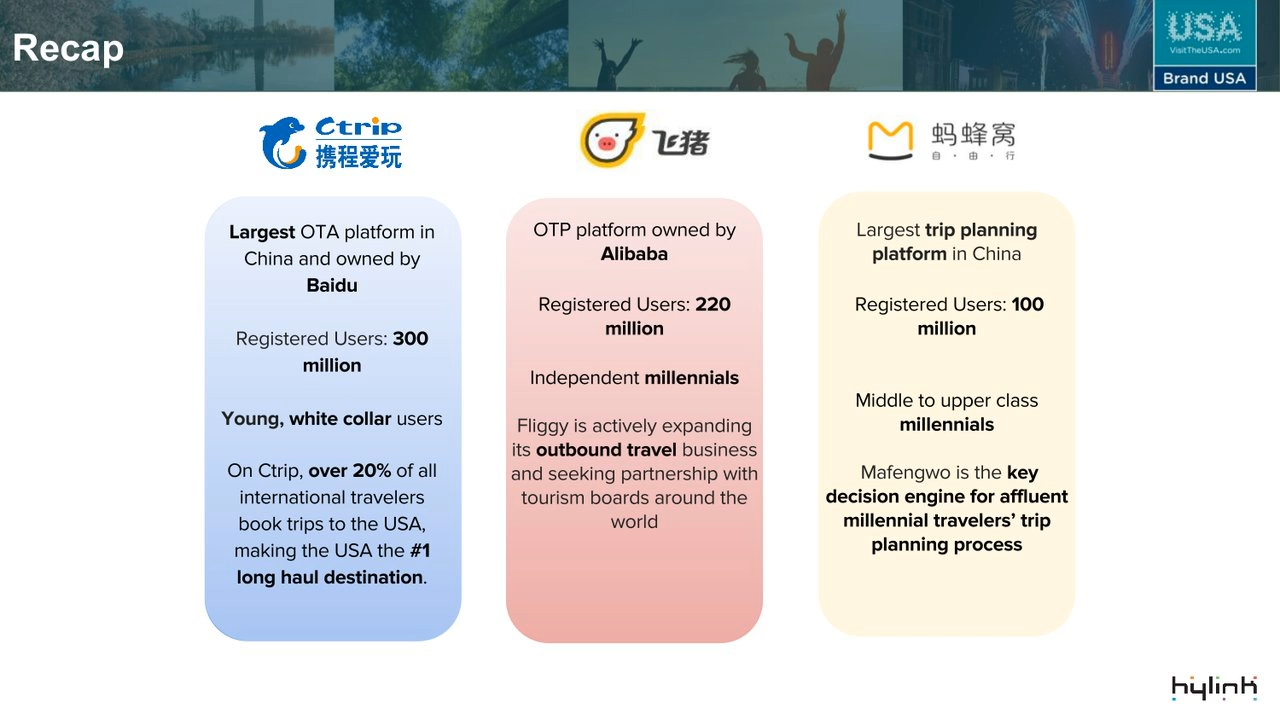 Recap
USA
VisitTheUSA.com
Brand USA
Ctrip
携程爱玩
Largest OTA platform in
China and owned by
Baidu
Registered Users: 300
million
Young, white collar users
On Ctrip, over 20% of all
international travelers
book trips to the USA,
making the USA the #1
long haul destination.
飞猪
OTP platform owned by
Alibaba
Registered Users: 220
million
Independent millennials
Fliggy is actively expanding
its outbound travel business
and seeking partnership with
tourism boards around the
world
蚂蜂窝
自·由·行
Largest trip planning
platform in China
Registered Users: 100
million
Middle to upper class
millennials
Mafengwo is the key
decision engine for affluent
millennial travelers’ trip
planning process
hylink